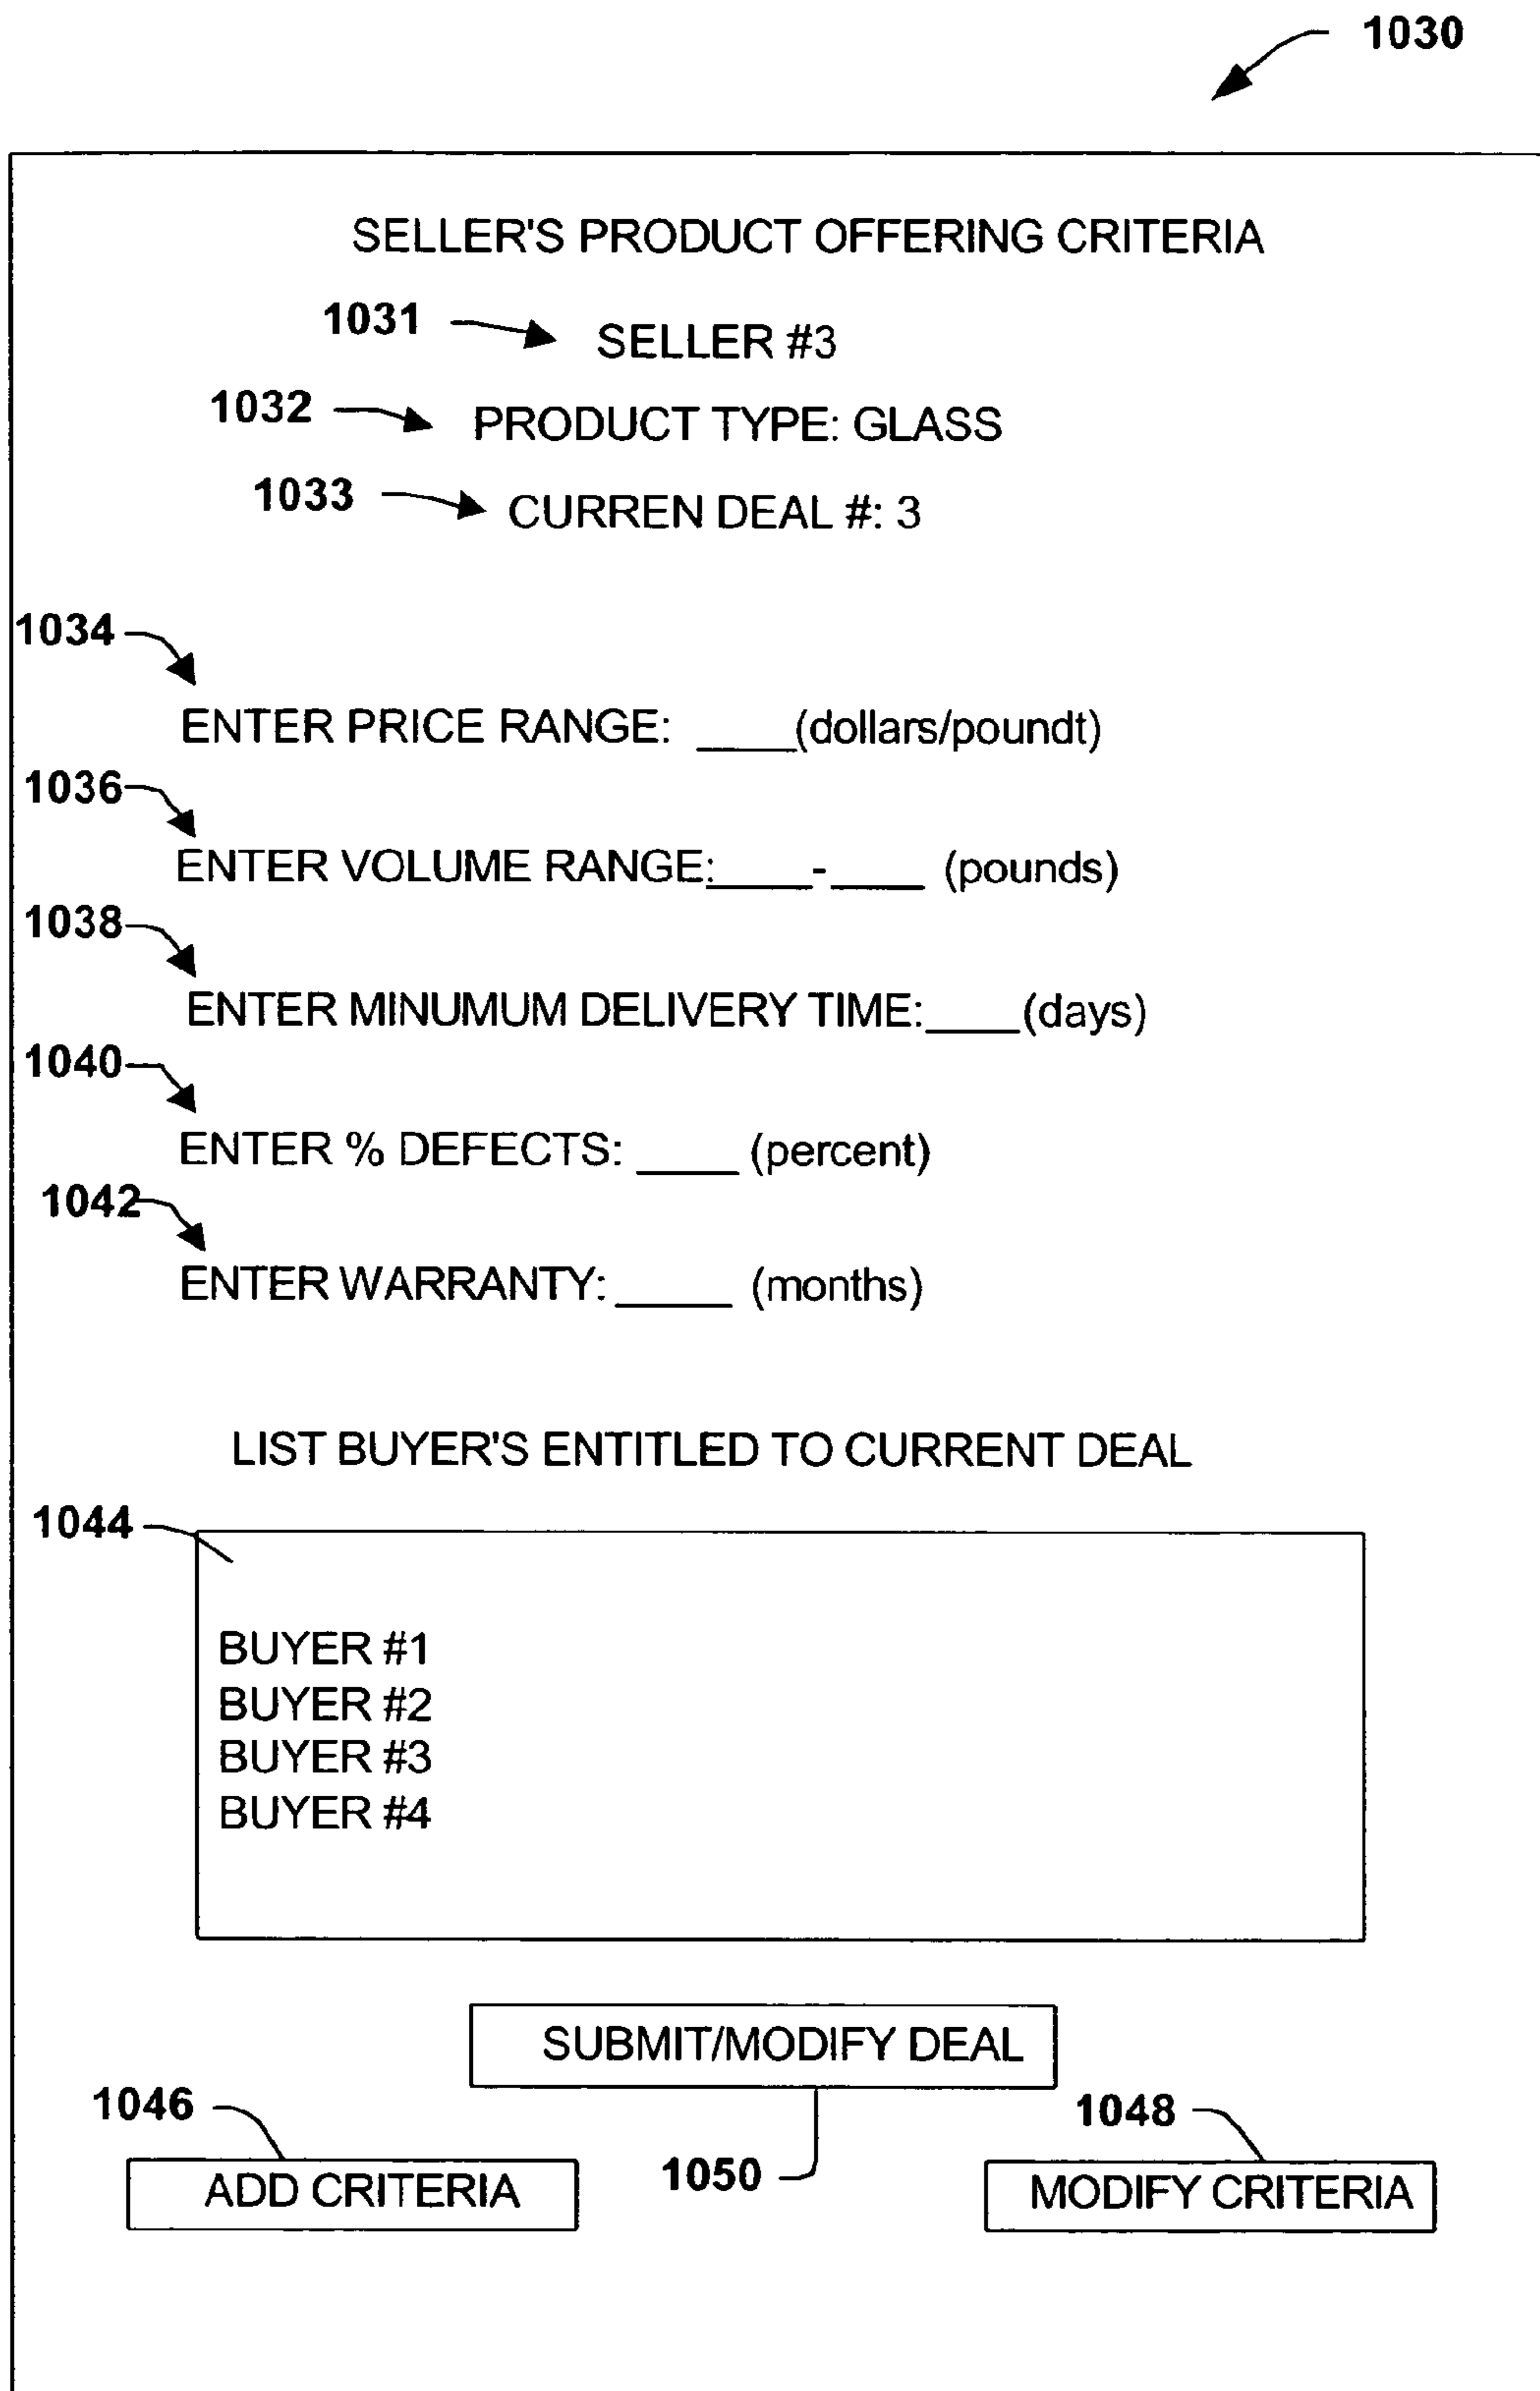 1030
SELLER'S PRODUCT OFFERING CRITERIA
1031 SELLER #3
1032 PRODUCT TYPE: GLASS
1033 CURREN DEAL #: 3
1034
ENTER PRICE RANGE: ____(dollars/poundt)
1036
ENTER VOLUME RANGE:____-____ (pounds)
1038
ENTER MINUMUM DELIVERY TIME:____(days)
1040
ENTER % DEFECTS: ____ (percent)
1042
ENTER WARRANTY: ____ (months)
LIST BUYER'S ENTITLED TO CURRENT DEAL
1044
BUYER #1
BUYER #2
BUYER #3
BUYER #4
SUBMIT/MODIFY DEAL
1046 1048
1050
ADD CRITERIA MODIFY CRITERIA